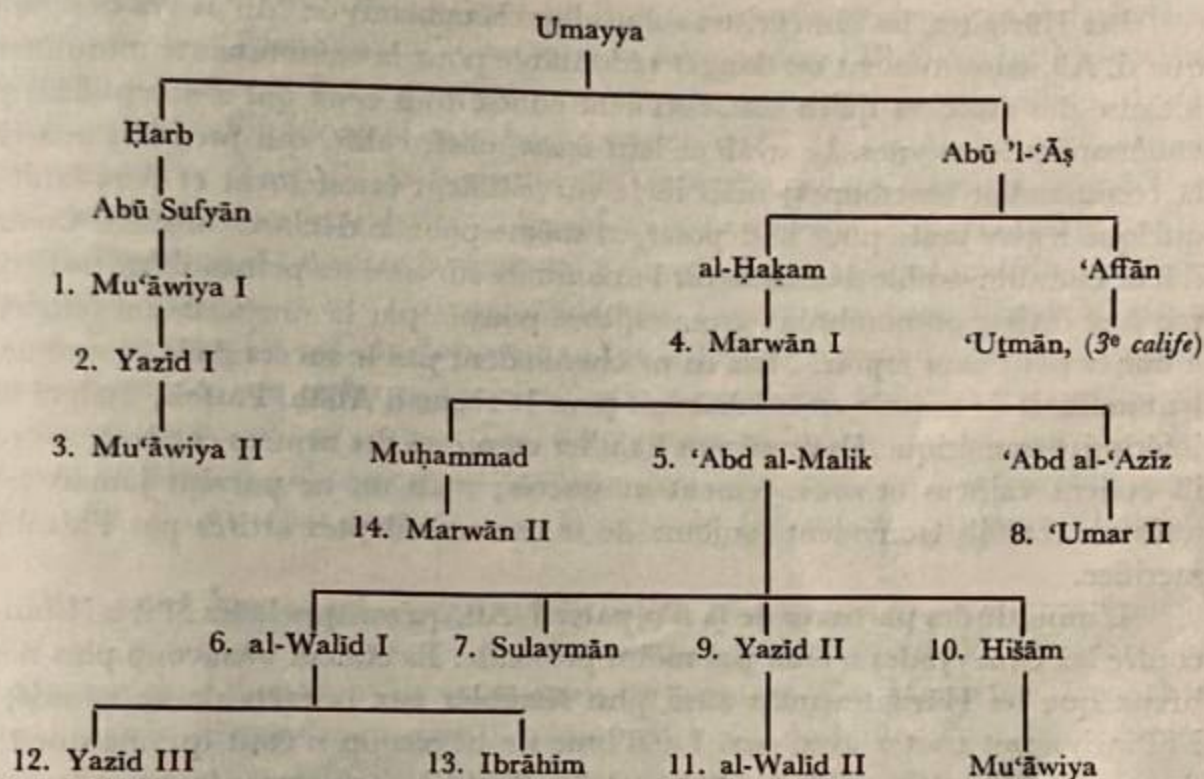 Umayya
Ḥarb
Abū 'l-‘Āṣ
Abū Sufyān
al-Ḥakam ‘Affān
1. Mu‘āwiya I
4. Marwān I ‘Uṯmān, (3e calife)
2. Yazīd I
3. Mu‘āwiya II Muḥammad 5. ‘Abd al-Malik ‘Abd al-‘Azīz
14. Marwān II 8. ‘Umar II
6. al-Walīd I 7. Sulaymān 9. Yazīd II 10. Hišām
12. Yazīd III 13. Ibrāhīm 11. al-Walīd II Mu‘āwiya